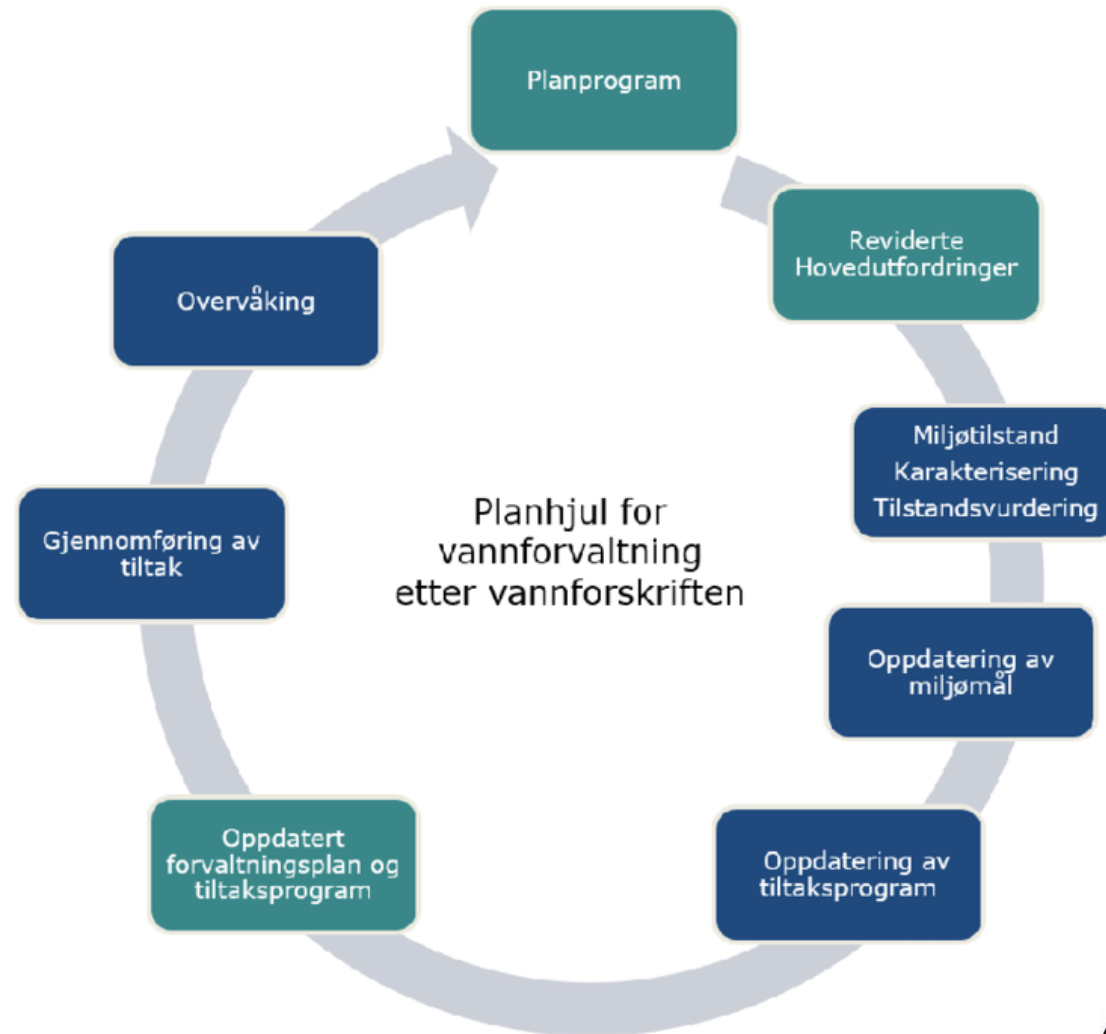 Planprogram
Reviderte
Hovedutfordringer
Miljøtilstand
Karakterisering
Tilstandsvurdering
Oppdatering av
miljømål
Oppdatering av
tiltaksprogram
Oppdatert
forvaltningsplan og
tiltaksprogram
Gjennomføring av
tiltak
Overvåking
Planhjul for
vannforvaltning
etter vannforskriften